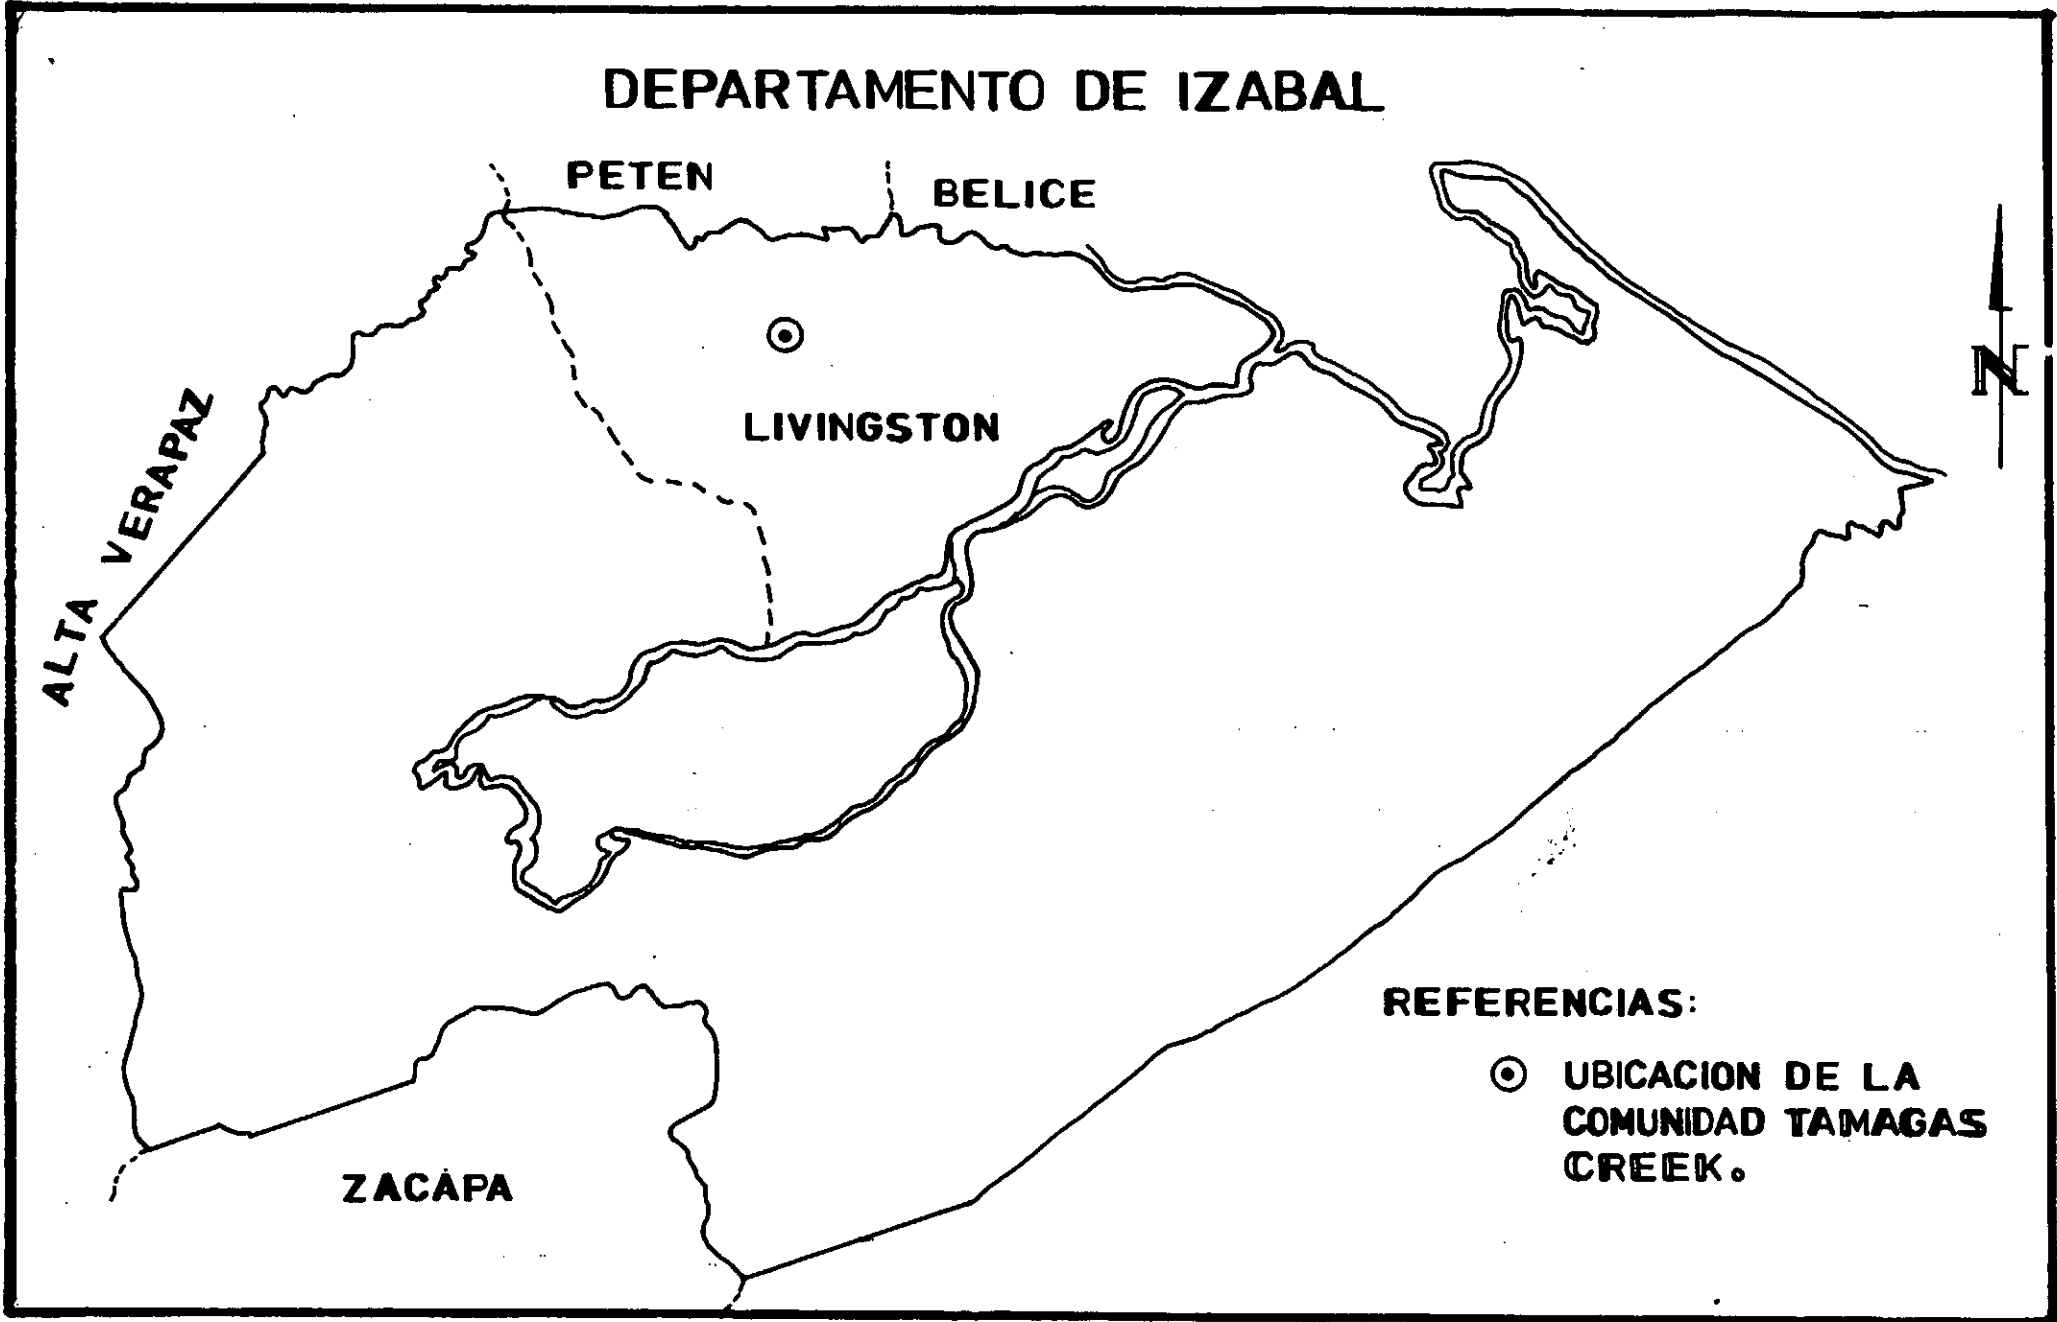 DEPARTAMENTO DE IZABAL
PETEN
BELICE
N
LIVINGSTON
ALTA VERAPAZ
REFERENCIAS:
UBICACION DE LA
COMUNIDAD TAMAGAS
CREEK.
ZACAPA